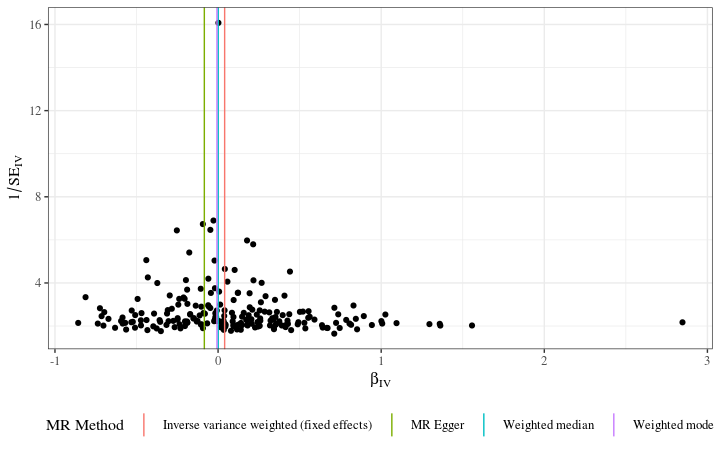 16
12
8
4
1/SE_IV
-1 0 1 2 3
β_IV
MR Method Inverse variance weighted (fixed effects) MR Egger Weighted median Weighted mode